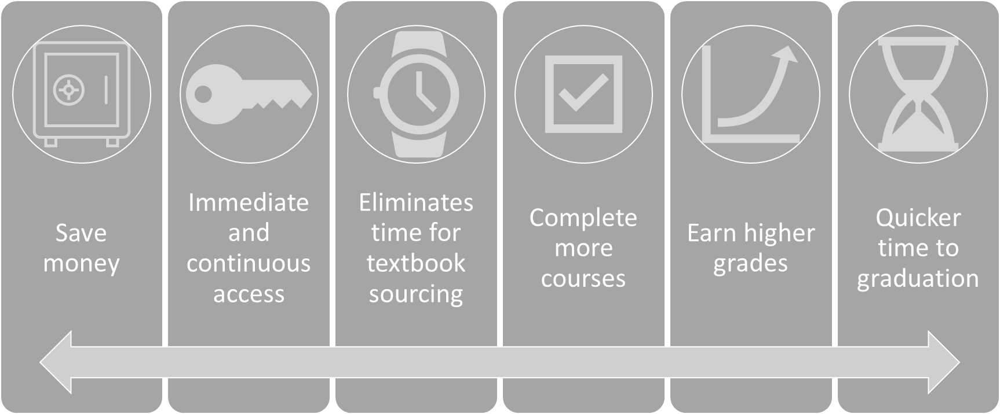 Save
money
Immediate
and
continuous
access
Eliminates
time for
textbook
sourcing
Complete
more
courses
Earn higher
grades
Quicker
time to
graduation